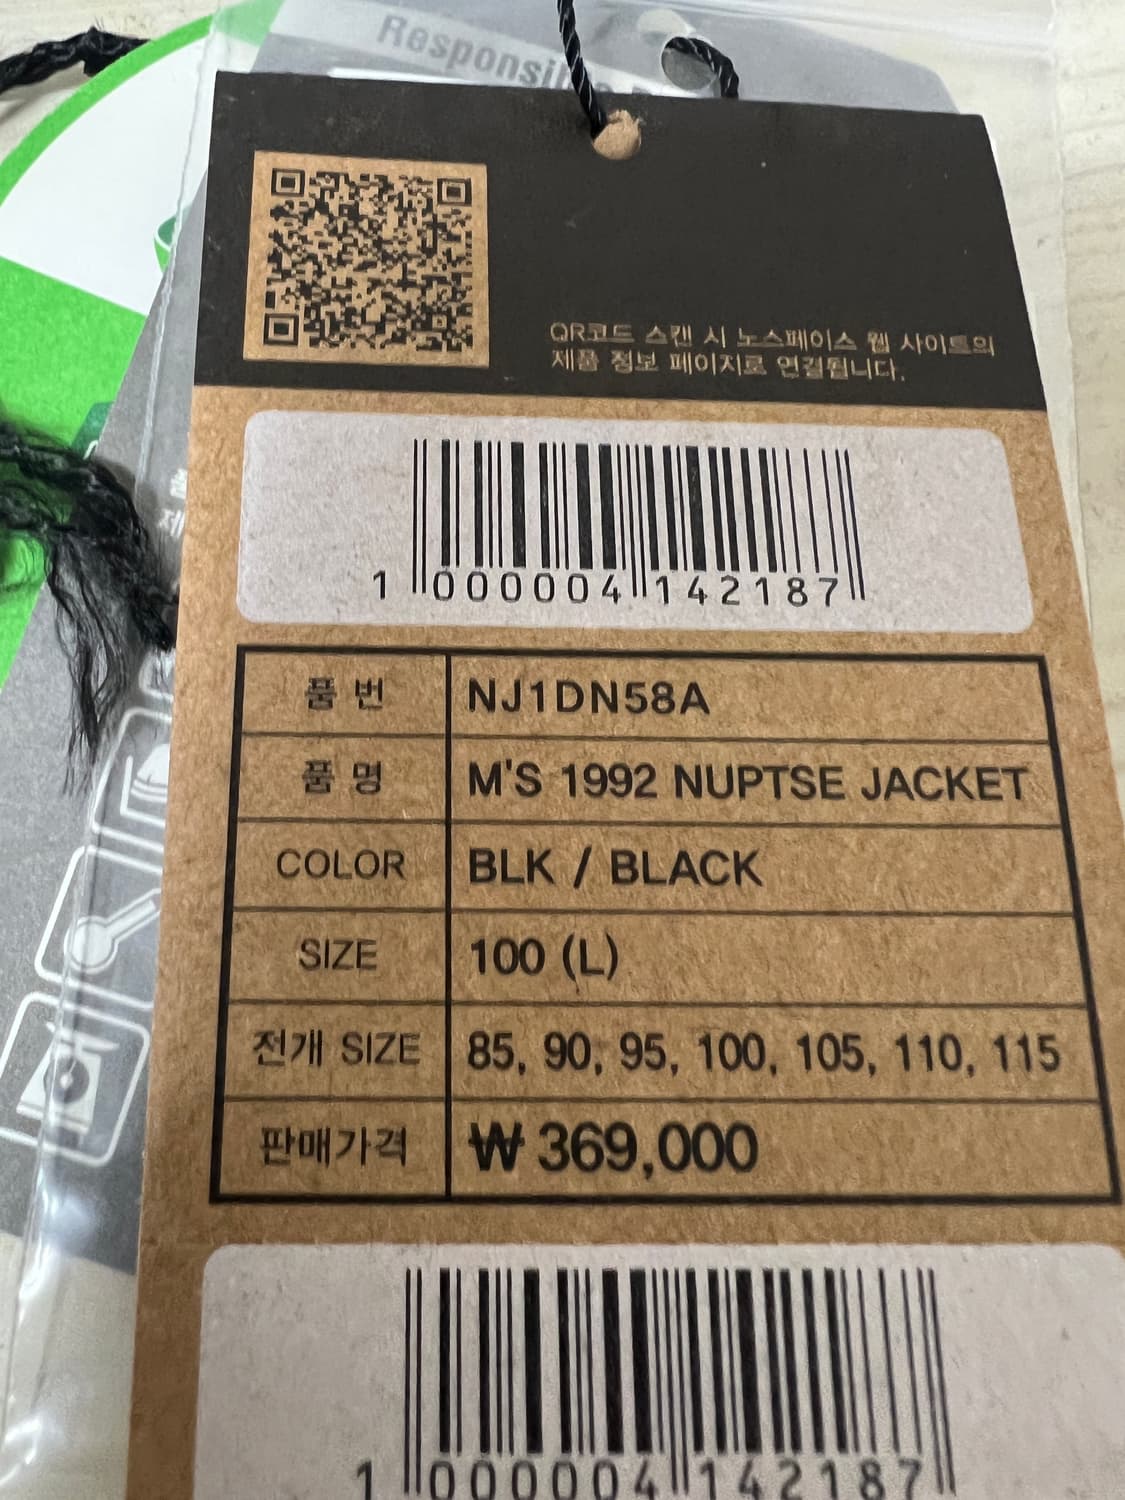 Responsible
QR코드 스캔 시 노스페이스 웹 사이트의
제품 정보 페이지로 연결됩니다.
1 000004 142187
품 번 NJ1DN58A
품 명 M'S 1992 NUPTSE JACKET
COLOR BLK / BLACK
SIZE 100 (L)
전개 SIZE 85, 90, 95, 100, 105, 110, 115
판매가격 ₩ 369,000
1 000004 142187